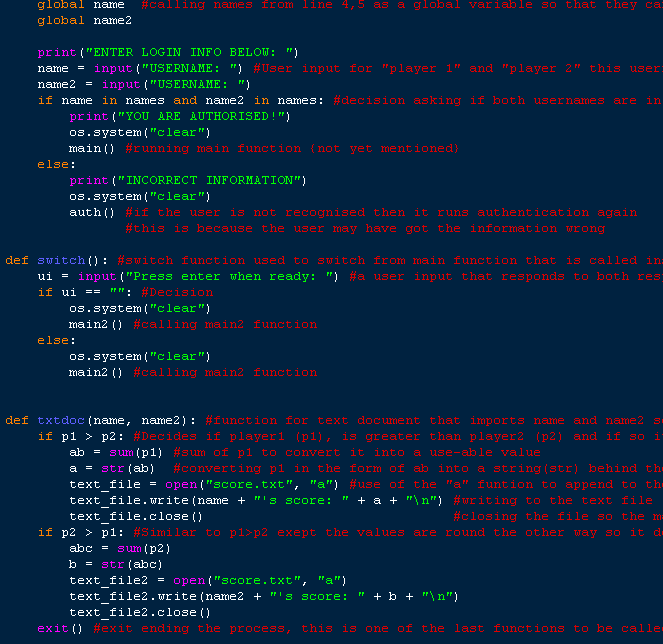 global name  #calling names from line 4,5 as a global variable so that they
global name2
print("ENTER LOGIN INFO BELOW: ")
name = input("USERNAME: ") #User input for "player 1" and "player 2" this
name2 = input("USERNAME: ")
if name in names and name2 in names: #decision asking if both usernames are in
print("YOU ARE AUTHORISED!")
os.system("clear")
main() #running main function {not yet mentioned}
else:
print("INCORRECT INFORMATION")
os.system("clear")
auth() #if the user is not recognised then it runs authentication again
#this is because the user may have got the information wrong
def switch(): #switch function used to switch from main function that is called
ui = input("Press enter when ready: ") #a user input that responds to both
if ui == "": #Decision
os.system("clear")
main2() #calling main2 function
else:
os.system("clear")
main2() #calling main2 function
def txtdoc(name, name2): #function for text document that imports name and name2
if p1 > p2: #Decides if player1 (p1), is greater than player2 (p2) and if so
ab = sum(p1) #sum of p1 to convert it into a use-able value
a = str(ab)  #converting p1 in the form of ab into a string(str) behind
text_file = open("score.txt", "a") #use of the "a" funtion to append to
text_file.write(name + "'s score: " + a + "\n") #writing to the text file
text_file.close() #closing the file so the
if p2 > p1: #Similar to p1>p2 exept the values are round the other way so it
abc = sum(p2)
b = str(abc)
text_file2 = open("score.txt", "a")
text_file2.write(name2 + "'s score: " + b + "\n")
text_file2.close()
exit() #exit ending the process, this is one of the last functions to be